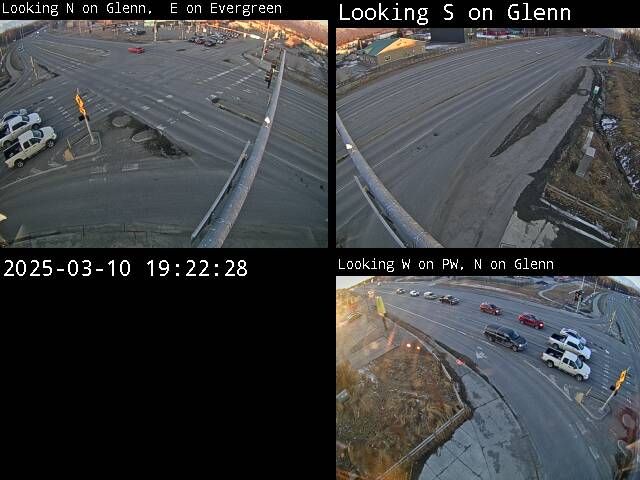 Looking N on Glenn,  E on Evergreen
Looking S on Glenn
2025-03-10 19:22:28
Looking W on PW, N on Glenn